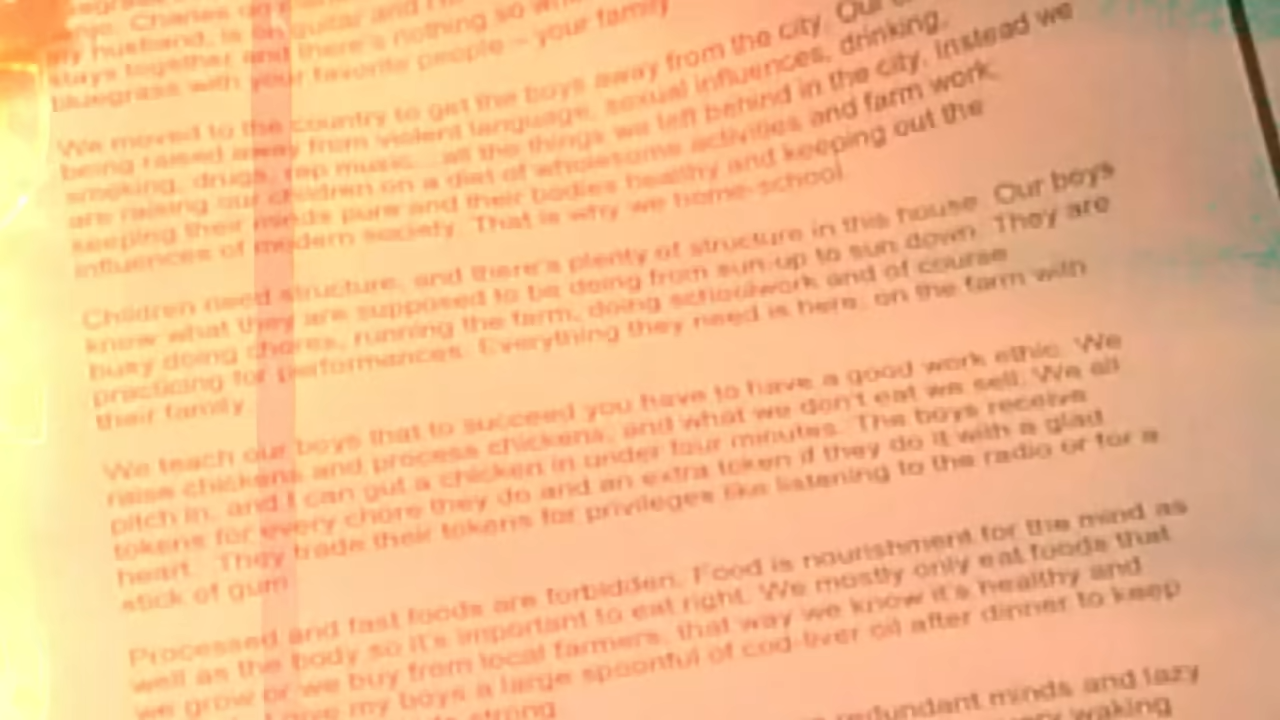 my husband, is on guitar and
stays together and there's nothing so
bluegrass with your favorite people - your family
We moved to the country to get the boys away from the city. Our
being raised away from violent language, sexual influences, drinking,
smoking, drugs, rap music... all the things we left behind in the city. Instead we
are raising our children on a diet of wholesome activities and farm work,
keeping their minds pure and their bodies healthy and keeping out the
influences of modern society. That is why we home-school.
Children need structure, and there's plenty of structure in this house. Our boys
know what they are supposed to be doing from sun-up to sun down. They are
busy doing chores, running the farm, doing schoolwork and of course
practicing for performances. Everything they need is here, on the farm with
their family.
We teach our boys that to succeed you have to have a good work ethic. We
raise chickens and process chickens, and what we don't eat we sell. We all
pitch in, and I can gut a chicken in under four minutes. The boys receive
tokens for every chore they do and an extra token if they do it with a glad
heart. They trade their tokens for privileges like listening to the radio or for a
stick of gum.
Processed and fast foods are forbidden. Food is nourishment for the mind as
well as the body so it's important to eat right. We mostly only eat foods that
we grow or we buy from local farmers, that way we know it's healthy and
I give my boys a large spoonful of cod-liver oil after dinner to keep
strong
redundant minds and lazy
waking